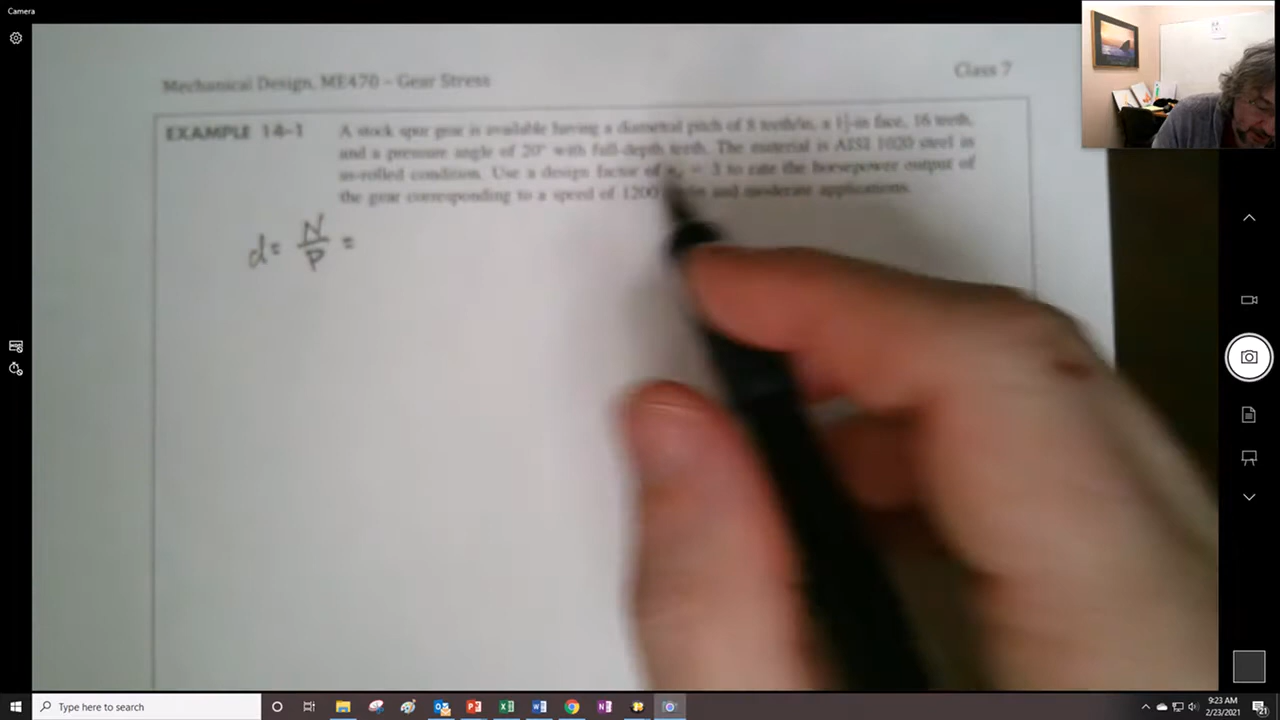 Camera
Mechanical Design, ME470 – Gear Stress
Class 7
EXAMPLE 14–1 A stock spur gear is available having a diametral pitch of 8 teeth/in, a 1½-in face, 16 teeth,
and a pressure angle of 20° with full-depth teeth. The material is AISI 1020 steel in
as-rolled condition. Use a design factor of = 3 to rate the horsepower output of
the gear corresponding to a speed of 1200 and moderate applications.
d = N/P =
Type here to search
9:23 AM
2/23/2021
21